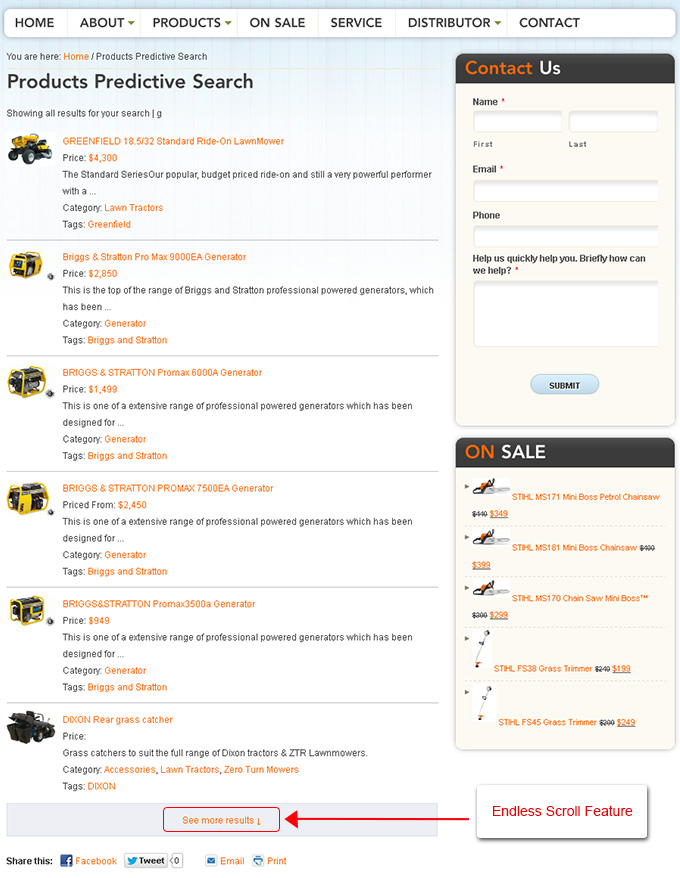 HOME ABOUT PRODUCTS ON SALE SERVICE DISTRIBUTOR CONTACT
You are here: Home / Products Predictive Search
Products Predictive Search
Showing all results for your search | g
GREENFIELD 18.5/32 Standard Ride-On LawnMower
Price: $4,300
The Standard SeriesOur popular, budget priced ride-on and still a very powerful performer
with a ...
Category: Lawn Tractors
Tags: Greenfield
Briggs & Stratton Pro Max 9000EA Generator
Price: $2,850
This is the top of the range of Briggs and Stratton professional powered generators, which
has been ...
Category: Generator
Tags: Briggs and Stratton
BRIGGS & STRATTON Promax 6000A Generator
Price: $1,499
This is one of a extensive range of professional powered generators which has been
designed for ...
Category: Generator
Tags: Briggs and Stratton
BRIGGS & STRATTON PROMAX 7500EA Generator
Priced From: $2,450
This is one of a extensive range of professional powered generators which has been
designed for ...
Category: Generator
Tags: Briggs and Stratton
BRIGGS&STRATTON Promax3500a Generator
Price: $949
This is one of a extensive range of professional powered generators which has been
designed for ...
Category: Generator
Tags: Briggs and Stratton
DIXON Rear grass catcher
Price:
Grass catchers to suit the full range of Dixon tractors & ZTR Lawnmowers.
Category: Accessories, Lawn Tractors, Zero Turn Mowers
Tags: DIXON
See more results ↓
Endless Scroll Feature
Share this: Facebook Tweet 0 Email Print
Contact Us
Name *
First Last
Email *
Phone
Help us quickly help you. Briefly how can
we help? *
SUBMIT
ON SALE
STIHL MS171 Mini Boss Petrol Chainsaw
$349
STIHL MS181 Mini Boss Chainsaw
$399
STIHL MS170 Chain Saw Mini Boss™
$299
STIHL FS38 Grass Trimmer $199
STIHL FS45 Grass Trimmer $249